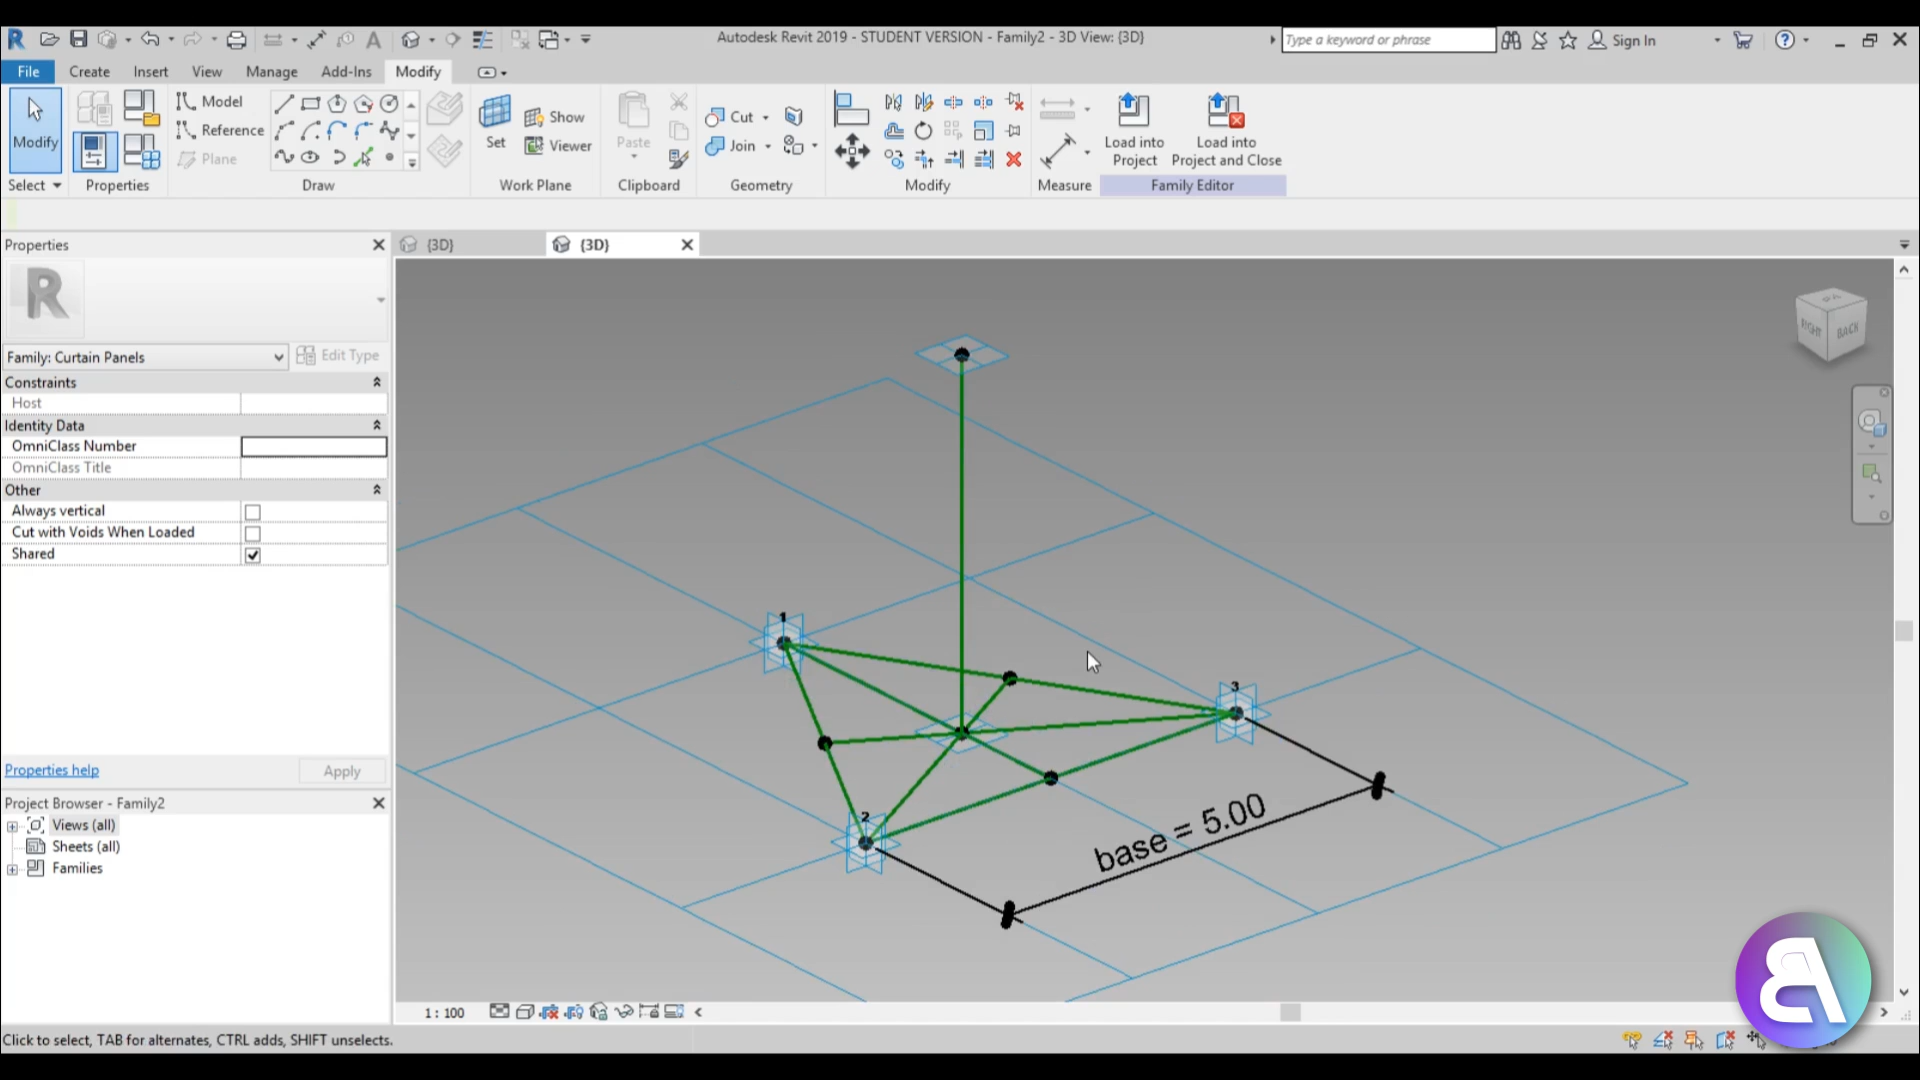 Autodesk Revit 2019 - STUDENT VERSION - Family2 - 3D View: {3D}
Type a keyword or phrase
Sign In
File Create Insert View Manage Add-Ins Modify
Modify
Model
Reference
Plane
Set
Show
Viewer
Paste
Cut
Join
Load into Project
Load into Project and Close
Select
Properties
Draw
Work Plane
Clipboard
Geometry
Modify
Measure
Family Editor
Properties
{3D}
{3D}
R
Family: Curtain Panels
Edit Type
Constraints
Host
Identity Data
OmniClass Number
OmniClass Title
Other
Always vertical
Cut with Voids When Loaded
Shared
Properties help
Apply
Project Browser - Family2
Views (all)
Sheets (all)
Families
1
2
3
base = 5.00
RIGHT
BACK
1 : 100
Click to select, TAB for alternates, CTRL adds, SHIFT unselects.